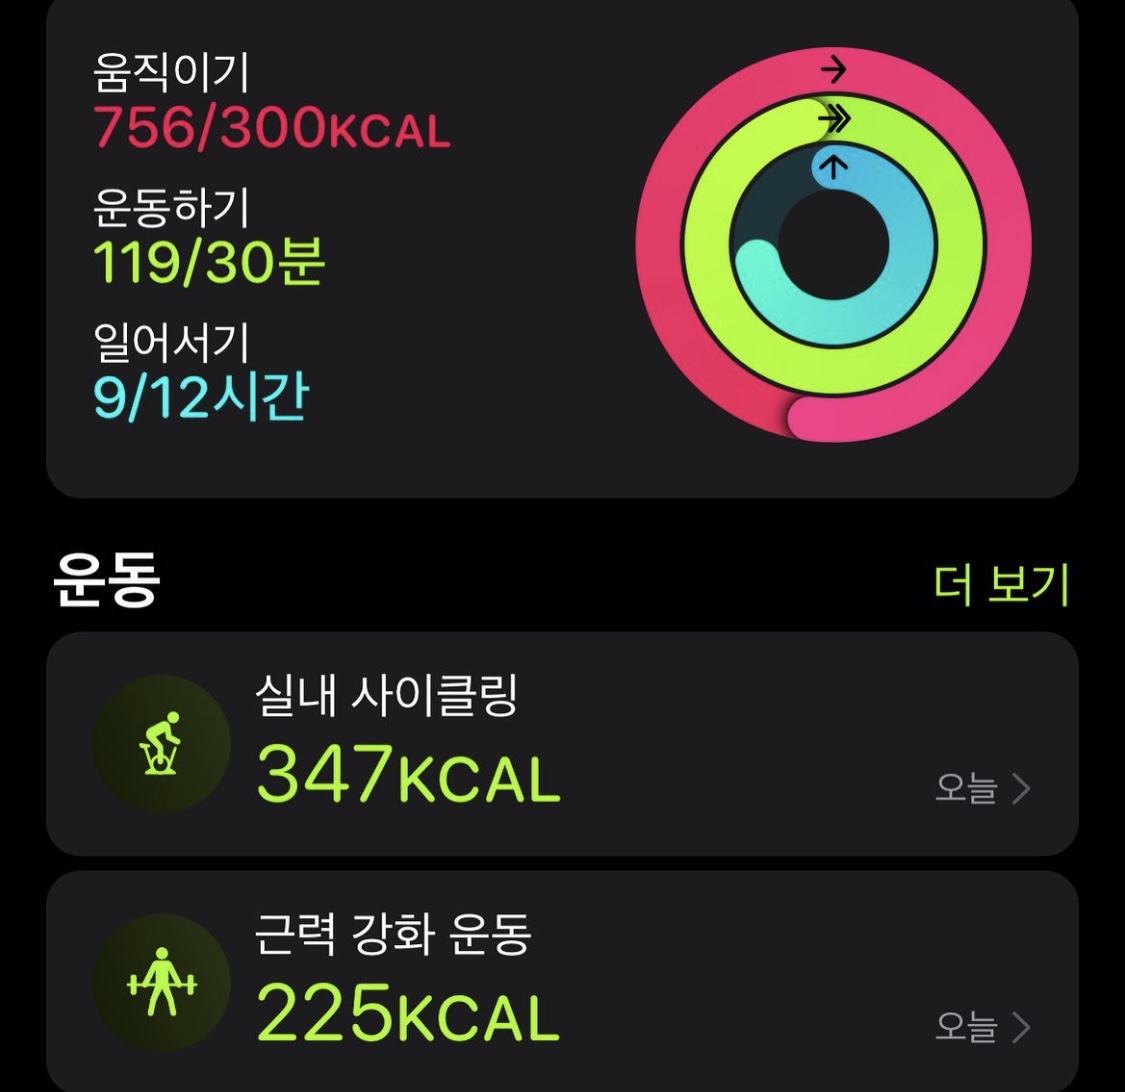 움직이기
756/300KCAL
운동하기
119/30분
일어서기
9/12시간
운동
더 보기
실내 사이클링
347KCAL
오늘
근력 강화 운동
225KCAL
오늘